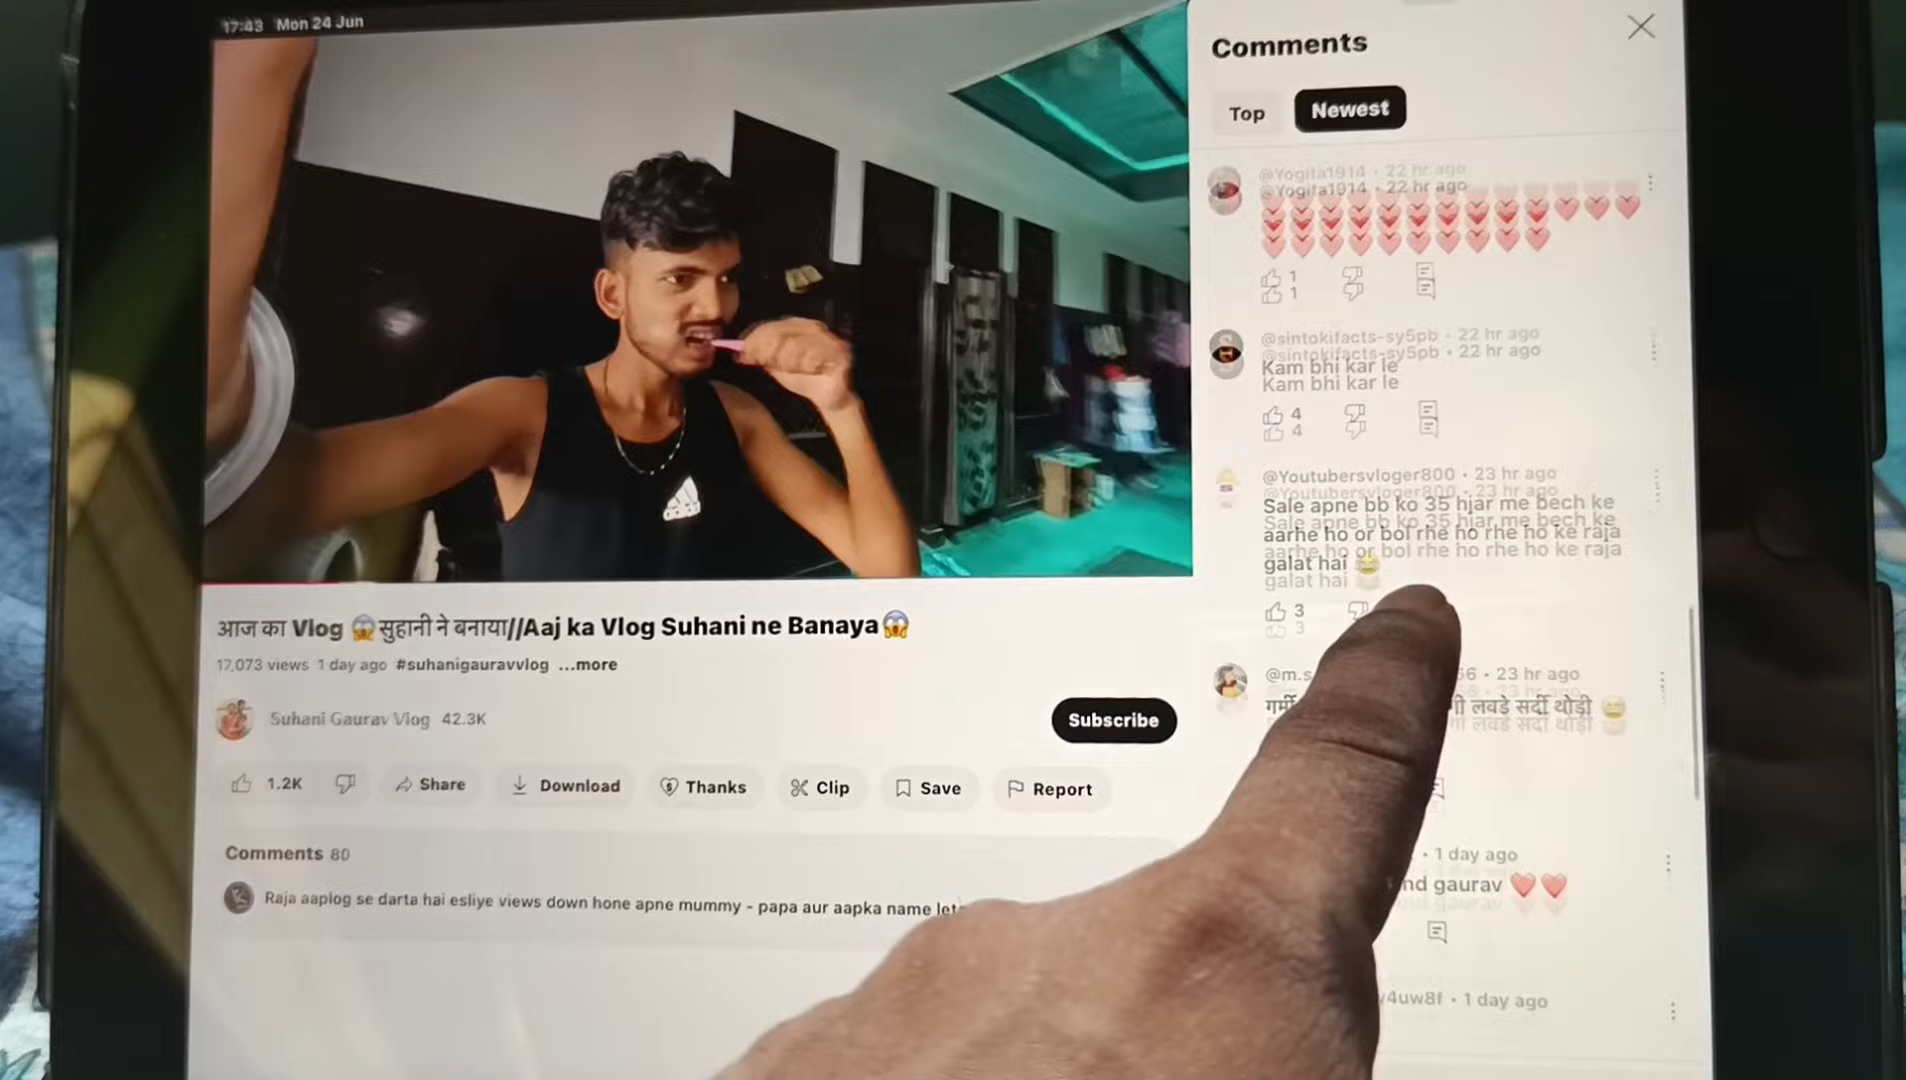 17:43 Mon 24 Jun
Comments
Top
Newest
@Yogita1914 • 22 hr ago
1
@sintokifacts-sy5pb • 22 hr ago
Kam bhi kar le
4
@Youtubersvloger800 • 23 hr ago
Sale apne bb ko 35 hjar me bech ke
aarhe ho or bol rhe ho rhe ho ke raja
galat hai 😂
3
@m.s 66 • 23 hr ago
गर्मी लवडे सर्दी थोड़ी
1 day ago
nd gaurav ❤️❤️
4uw8f • 1 day ago
आज का Vlog 😱सुहानी ने बनाया//Aaj ka Vlog Suhani ne Banaya😱
17,073 views 1 day ago #suhanigauravvlog ...more
Suhani Gaurav Vlog 42.3K
Subscribe
1.2K
Share
Download
Thanks
Clip
Save
Report
Comments 80
Raja aaplog se darta hai esliye views down hone apne mummy - papa aur aapka name